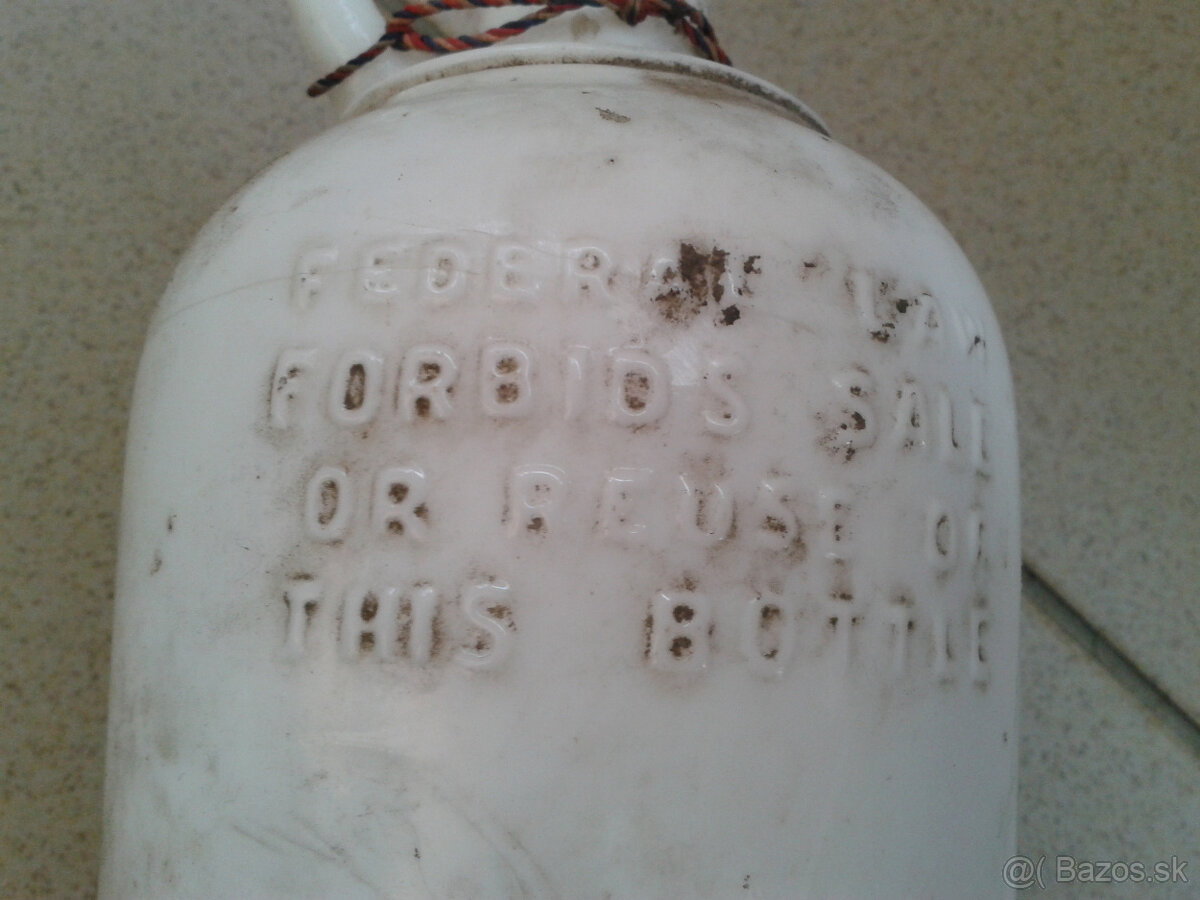 FEDERAL LAW
FORBIDS SALE
OR REUSE OF
THIS BOTTLE
@( Bazos.sk